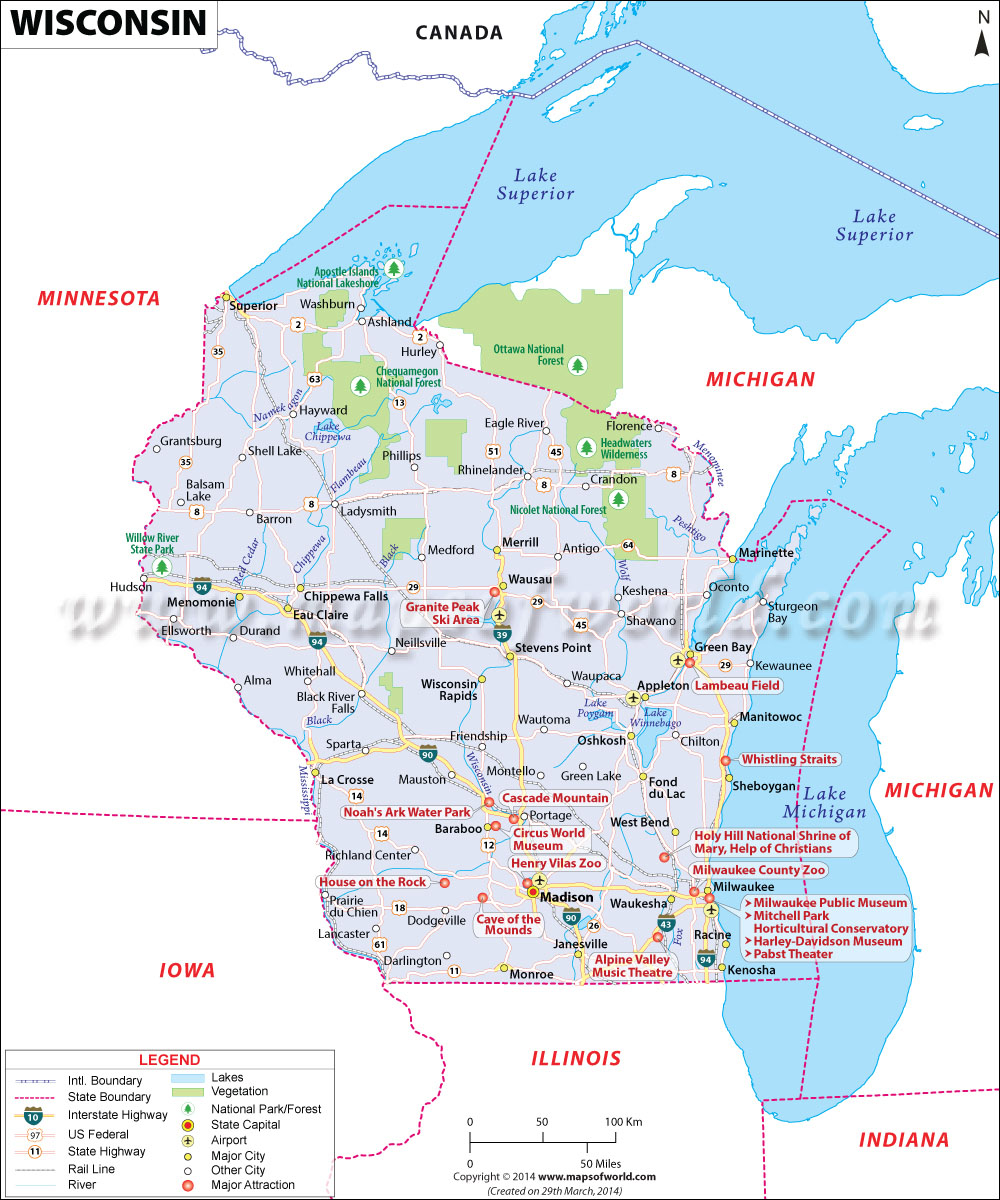 WISCONSIN
CANADA
N
Lake
Superior
Lake
Superior
MINNESOTA
Apostle Islands
National Lakeshore
Superior
Washburn
Ashland
2
2
35
Hurley
Ottawa National
Forest
MICHIGAN
63
Chequamegon
National Forest
13
Namekagon
Hayward
Lake
Chippewa
Eagle River
Florence
Grantsburg
35
Shell Lake
Flambeau
Phillips
51
45
Headwaters
Wilderness
Menominee
Rhinelander
8
Crandon
8
Balsam
Lake
8
Barron
8
Ladysmith
Nicolet National Forest
Peshtigo
Willow River
State Park
Red Cedar
Chippewa
Black
Medford
Merrill
Antigo
64
Wolf
Marinette
Hudson
94
Menomonie
Chippewa Falls
Eau Claire
29
Wausau
29
Granite Peak
Ski Area
Keshena
Oconto
Sturgeon
Bay
www.mapsofworld.com
Ellsworth
Durand
94
Neillsville
39
45
Shawano
Stevens Point
Green Bay
29
Kewaunee
Alma
Whitehall
Black River
Falls
Black
Wisconsin
Rapids
Waupaca
Appleton
Lambeau Field
Lake
Poygam
Lake
Winnebago
Wautoma
Manitowoc
Sparta
90
Friendship
Oshkosh
Chilton
Mississippi
La Crosse
Mauston
Wisconsin
Montello
Green Lake
Fond
du Lac
Whistling Straits
Sheboygan
Lake
Michigan
MICHIGAN
14
Noah's Ark Water Park
Cascade Mountain
Portage
West Bend
14
Baraboo
Circus World
Museum
Holy Hill National Shrine of
Mary, Help of Christians
Richland Center
12
Henry Vilas Zoo
Milwaukee County Zoo
House on the Rock
Madison
Waukesha
Milwaukee
Prairie
du Chien
18
Dodgeville
Cave of the
Mounds
90
26
43
Milwaukee Public Museum
Mitchell Park
Horticultural Conservatory
Harley-Davidson Museum
Pabst Theater
Lancaster
61
Janesville
Fox
Racine
Darlington
11
Monroe
Alpine Valley
Music Theatre
94
Kenosha
IOWA
ILLINOIS
INDIANA
LEGEND
Intl. Boundary
State Boundary
10
Interstate Highway
97
US Federal
11
State Highway
Rail Line
River
Lakes
Vegetation
National Park/Forest
State Capital
Airport
Major City
Other City
Major Attraction
0 50 100 Km
0 50 Miles
Copyright © 2014 www.mapsofworld.com
(Created on 29th March, 2014)